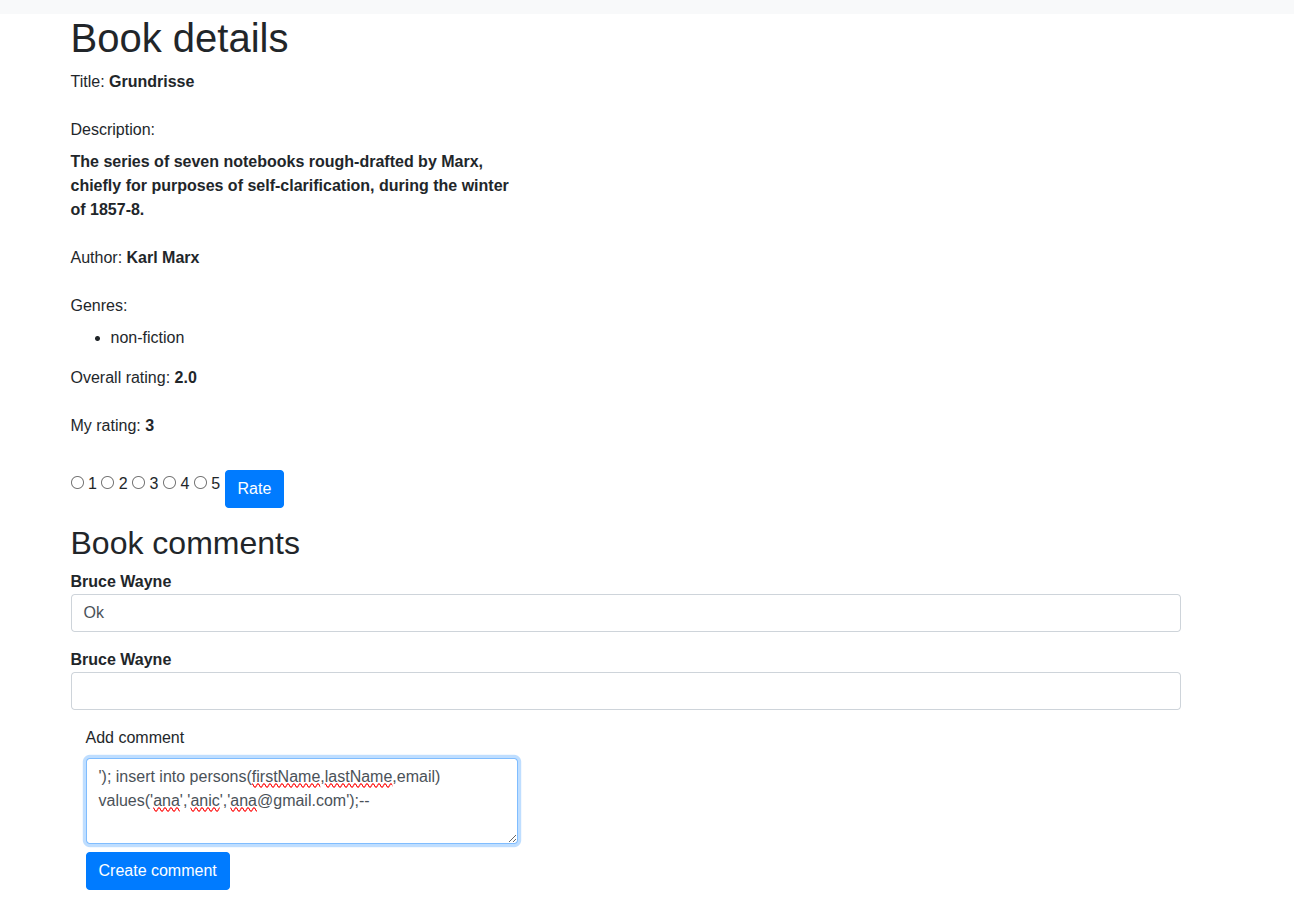 Book details
Title: Grundrisse
Description:
The series of seven notebooks rough-drafted by Marx,
chiefly for purposes of self-clarification, during the winter
of 1857-8.
Author: Karl Marx
Genres:
• non-fiction
Overall rating: 2.0
My rating: 3
1 2 3 4 5 Rate
Book comments
Bruce Wayne
Ok
Bruce Wayne
Add comment
'); insert into persons(firstName,lastName,email)
values('ana','anic','ana@gmail.com');--
Create comment